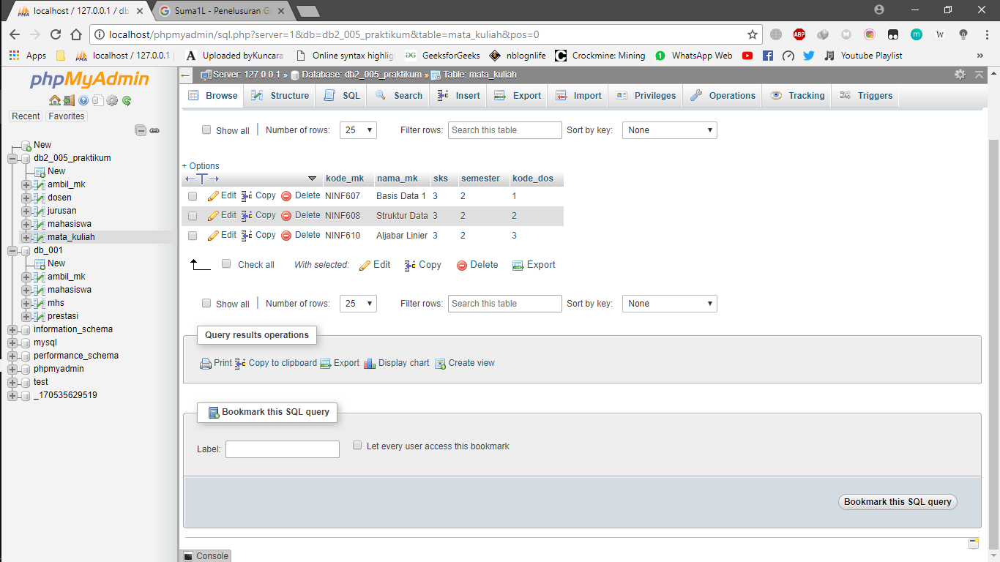 localhost / 127.0.0.1 / db
Suma1L - Penelusuran G
localhost/phpmyadmin/sql.php?server=1&db=db2_005_praktikum&table=mata_kuliah&pos=0
ABP
m
W
Apps localhost / 127.0.0.1 Uploaded byKuncara Online syntax highlig GeeksforGeeks nblognlife Crockmine: Mining WhatsApp Web YouTube Playlist »
phpMyAdmin
Recent Favorites
New
db2_005_praktikum
New
ambil_mk
dosen
jurusan
mahasiswa
mata_kuliah
db_001
New
ambil_mk
mahasiswa
mhs
prestasi
information_schema
mysql
performance_schema
phpmyadmin
test
_170535629519
Server: 127.0.0.1 » Database: db2_005_praktikum » Table: mata_kuliah
Browse Structure SQL Search Insert Export Import Privileges Operations Tracking Triggers
Show all Number of rows: 25 Filter rows: Search this table Sort by key: None
+ Options
kode_mk nama_mk sks semester kode_dos
Edit Copy Delete NINF607 Basis Data 1 3 2 1
Edit Copy Delete NINF608 Struktur Data 3 2 2
Edit Copy Delete NINF610 Aljabar Linier 3 2 3
Check all With selected: Edit Copy Delete Export
Show all Number of rows: 25 Filter rows: Search this table Sort by key: None
Query results operations
Print Copy to clipboard Export Display chart Create view
Bookmark this SQL query
Label: Let every user access this bookmark
Bookmark this SQL query
Console